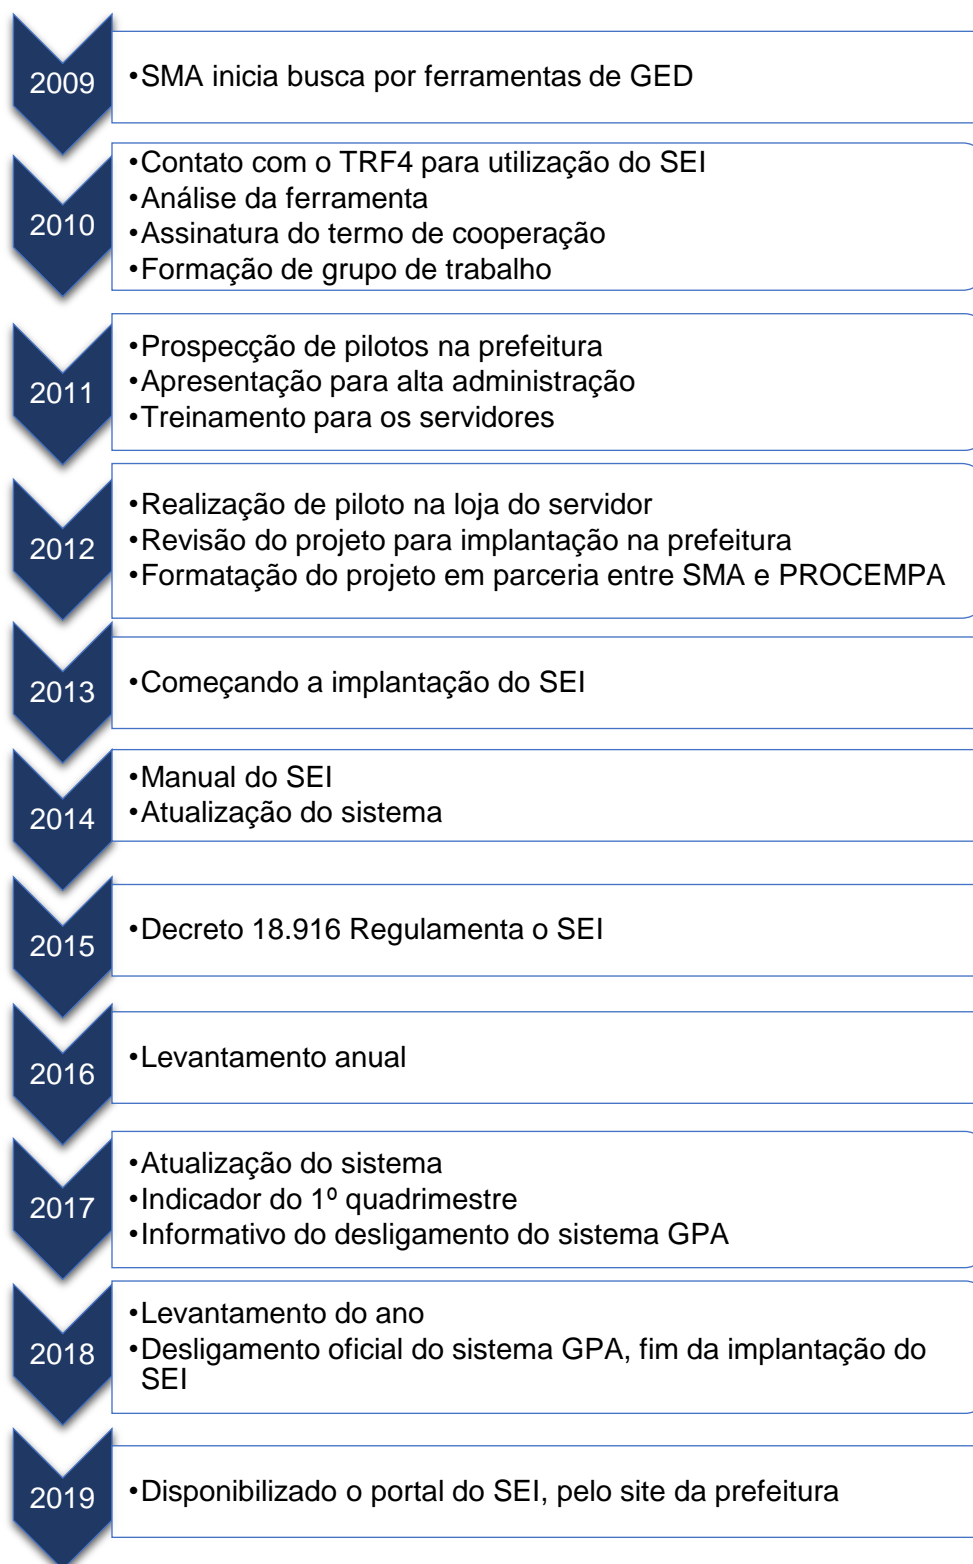 2009
•SMA inicia busca por ferramentas de GED
2010
•Contato com o TRF4 para utilização do SEI
•Análise da ferramenta
•Assinatura do termo de cooperação
•Formação de grupo de trabalho
2011
•Prospecção de pilotos na prefeitura
•Apresentação para alta administração
•Treinamento para os servidores
2012
•Realização de piloto na loja do servidor
•Revisão do projeto para implantação na prefeitura
•Formatação do projeto em parceria entre SMA e PROCEMPA
2013
•Começando a implantação do SEI
2014
•Manual do SEI
•Atualização do sistema
2015
•Decreto 18.916 Regulamenta o SEI
2016
•Levantamento anual
2017
•Atualização do sistema
•Indicador do 1º quadrimestre
•Informativo do desligamento do sistema GPA
2018
•Levantamento do ano
•Desligamento oficial do sistema GPA, fim da implantação do
SEI
2019
•Disponibilizado o portal do SEI, pelo site da prefeitura